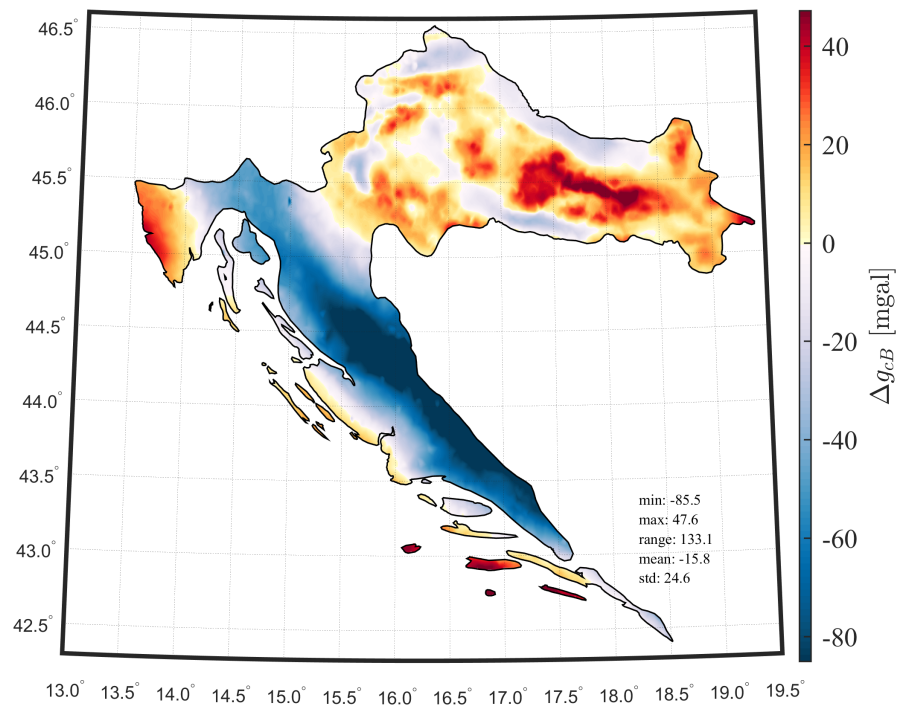 46.5°
46.0°
45.5°
45.0°
44.5°
44.0°
43.5°
43.0°
42.5°
13.0° 13.5° 14.0° 14.5° 15.0° 15.5° 16.0° 16.5° 17.0° 17.5° 18.0° 18.5° 19.0° 19.5°
min: -85.5
max: 47.6
range: 133.1
mean: -15.8
std: 24.6
40
20
0
-20
-40
-60
-80
Δg_{cB} [mgal]